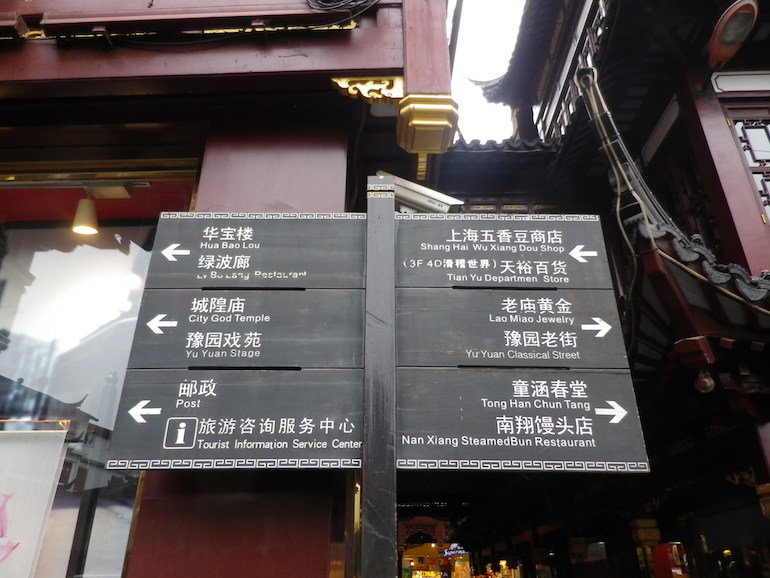 华宝楼
Hua Bao Lou
绿波廊
Lv Bo Lang Restaurant
城隍庙
City God Temple
豫园戏苑
Yu Yuan Stage
邮政
Post
i 旅游咨询服务中心
Tourist Information Service Center
上海五香豆商店
Shang Hai Wu Xiang Dou Shop
(3F 4D滑稽世界) 天裕百货
Tian Yu Departmen Store
老庙黄金
Lao Miao Jewelry
豫园老街
Yu Yuan Classical Street
童涵春堂
Tong Han Chun Tang
南翔馒头店
Nan Xiang SteamedBun Restaurant